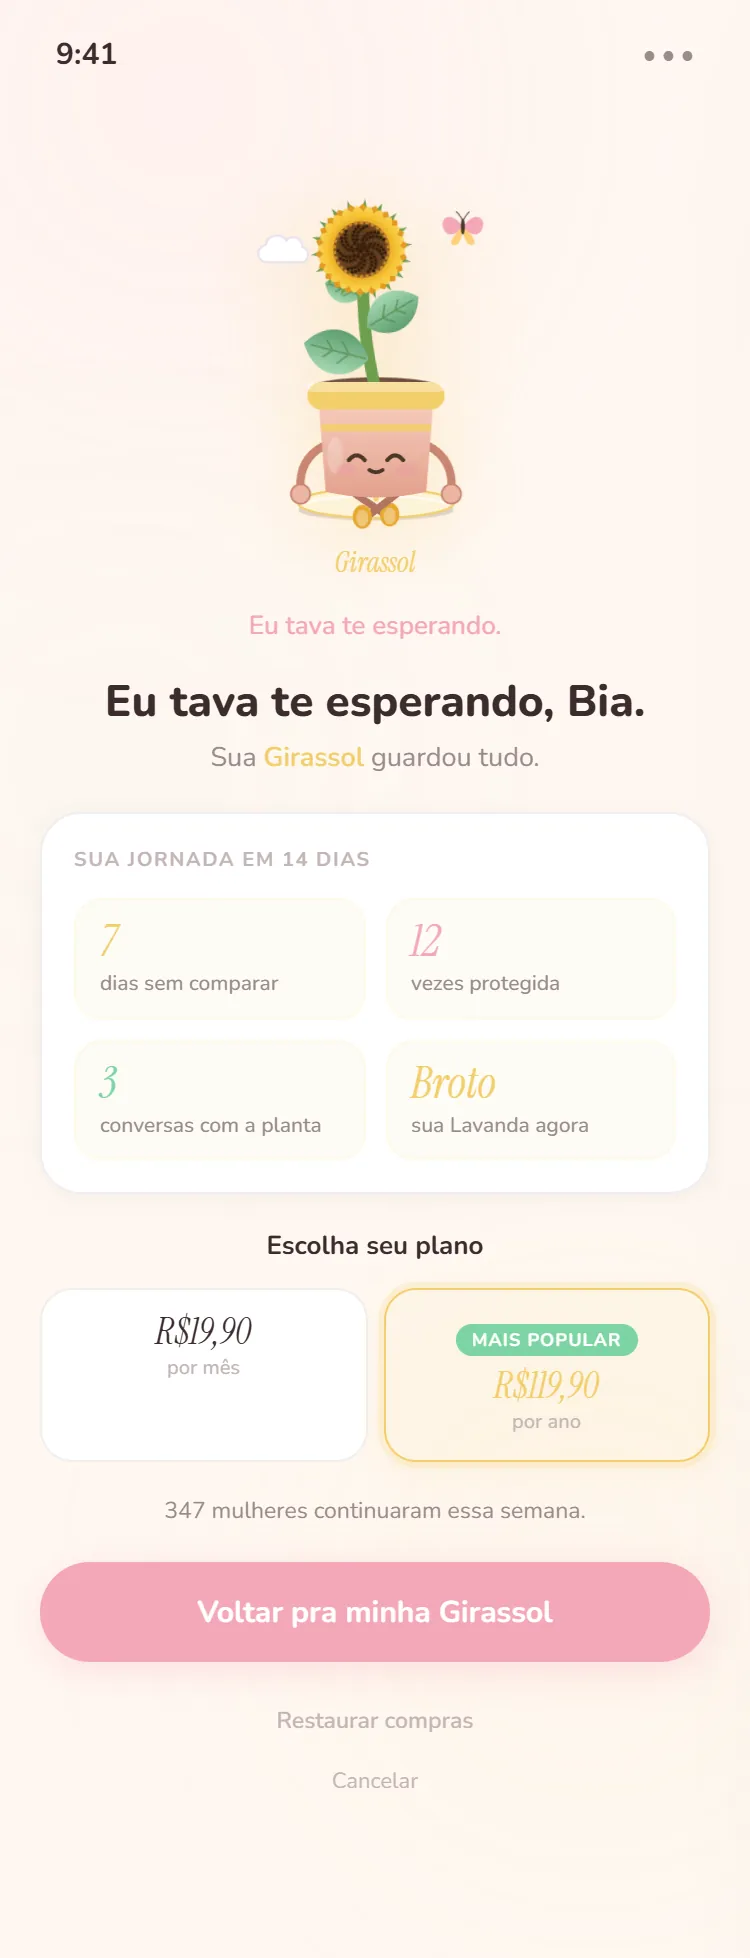 9:41
Girassol
Eu tava te esperando.
Eu tava te esperando, Bia.
Sua Girassol guardou tudo.
SUA JORNADA EM 14 DIAS
7
dias sem comparar
12
vezes protegida
3
conversas com a planta
Broto
sua Lavanda agora
Escolha seu plano
R$19,90
por mês
MAIS POPULAR
R$119,90
por ano
347 mulheres continuaram essa semana.
Voltar pra minha Girassol
Restaurar compras
Cancelar